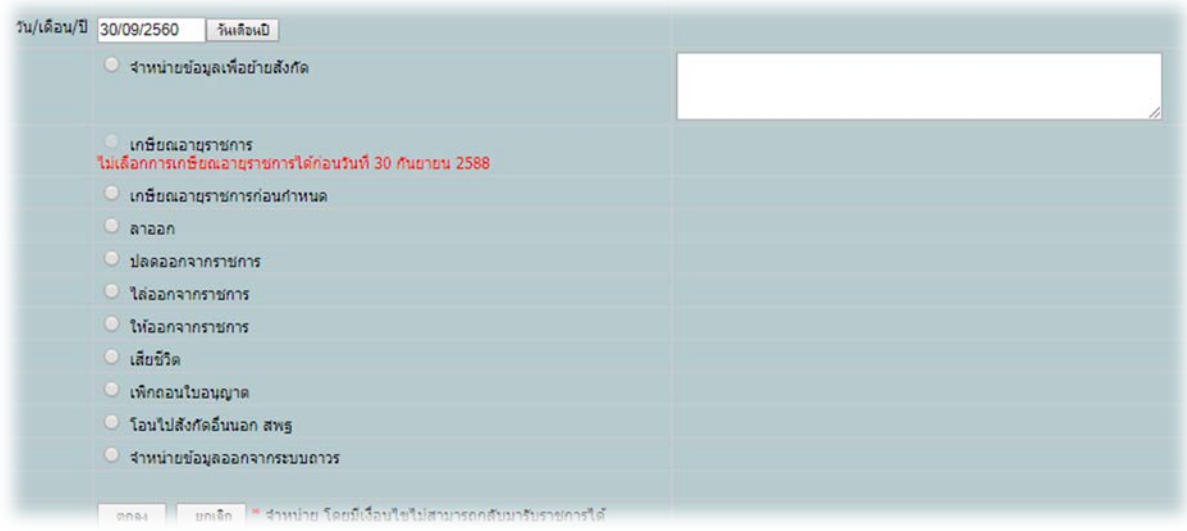 วัน/เดือน/ปี 30/09/2560 วันเดือนปี
จำหน่ายข้อมูลเพื่อย้ายสังกัด
เกษียณอายุราชการ
ไม่เลือกการเกษียณอายุราชการได้ก่อนวันที่ 30 กันยายน 2588
เกษียณอายุราชการก่อนกำหนด
ลาออก
ปลดออกจากราชการ
ไล่ออกจากราชการ
ให้ออกจากราชการ
เสียชีวิต
เพิกถอนใบอนุญาต
โอนไปสังกัดอื่นนอก สพฐ
จำหน่ายข้อมูลออกจากระบบถาวร
ตกลง ยกเลิก * จำหน่าย โดยมีเงื่อนไขไม่สามารถกลับมารับราชการได้